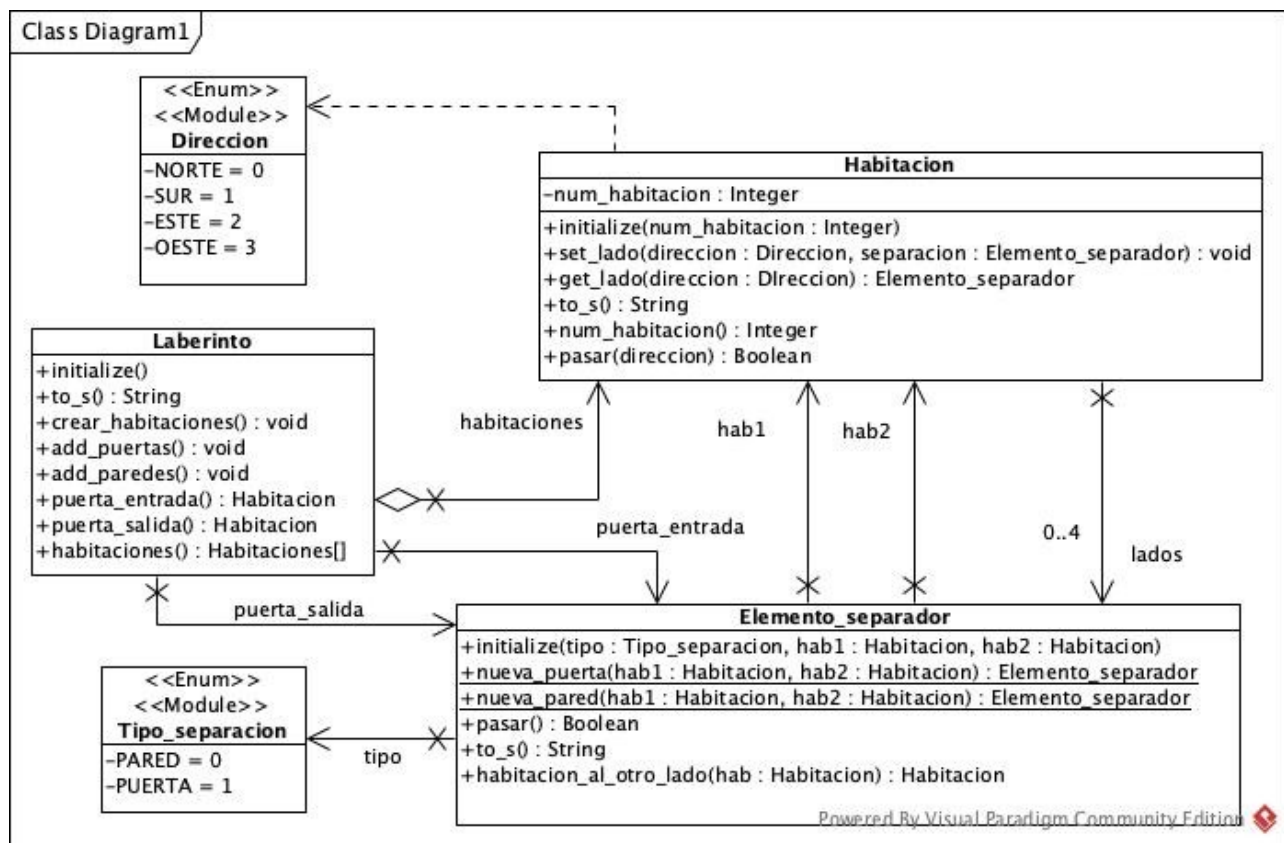 Class Diagram1
<<Enum>>
<<Module>>
Direccion
-NORTE = 0
-SUR = 1
-ESTE = 2
-OESTE = 3
Habitacion
-num_habitacion : Integer
+initialize(num_habitacion : Integer)
+set_lado(direccion : Direccion, separacion : Elemento_separador) : void
+get_lado(direccion : DIreccion) : Elemento_separador
+to_s() : String
+num_habitacion() : Integer
+pasar(direccion) : Boolean
Laberinto
+initialize()
+to_s() : String
+crear_habitaciones() : void
+add_puertas() : void
+add_paredes() : void
+puerta_entrada() : Habitacion
+puerta_salida() : Habitacion
+habitaciones() : Habitaciones[]
habitaciones
hab1
hab2
puerta_entrada
0..4
lados
puerta_salida
Elemento_separador
+initialize(tipo : Tipo_separacion, hab1 : Habitacion, hab2 : Habitacion)
+nueva_puerta(hab1 : Habitacion, hab2 : Habitacion) : Elemento_separador
+nueva_pared(hab1 : Habitacion, hab2 : Habitacion) : Elemento_separador
+pasar() : Boolean
+to_s() : String
+habitacion_al_otro_lado(hab : Habitacion) : Habitacion
<<Enum>>
<<Module>>
Tipo_separacion
-PARED = 0
-PUERTA = 1
tipo
Powered By Visual Paradigm Community Edition